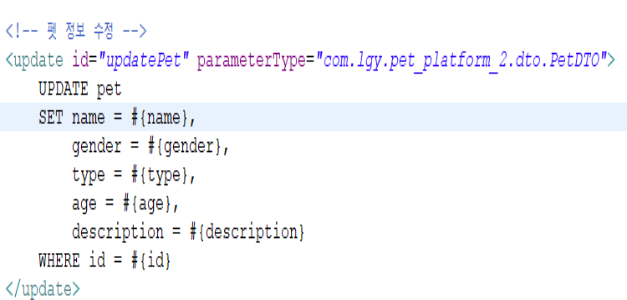 <!-- 펫 정보 수정 -->
<update id="updatePet" parameterType="com.lgy.pet_platform_2.dto.PetDTO">
    UPDATE pet
    SET name = #{name},
        gender = #{gender},
        type = #{type},
        age = #{age},
        description = #{description}
    WHERE id = #{id}
</update>